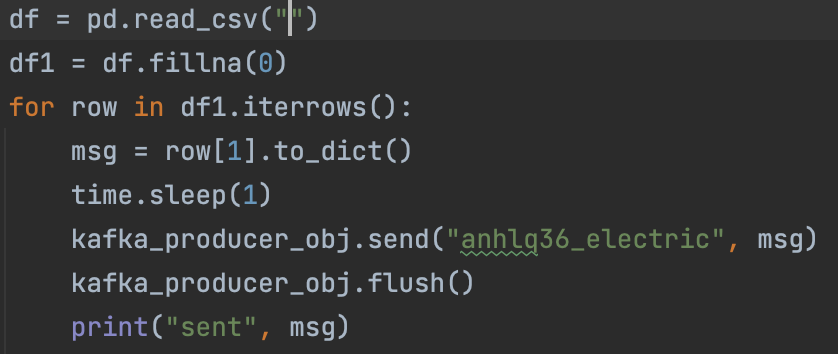 df = pd.read_csv("")
df1 = df.fillna(0)
for row in df1.iterrows():
    msg = row[1].to_dict()
    time.sleep(1)
    kafka_producer_obj.send("anhlq36_electric", msg)
    kafka_producer_obj.flush()
    print("sent", msg)